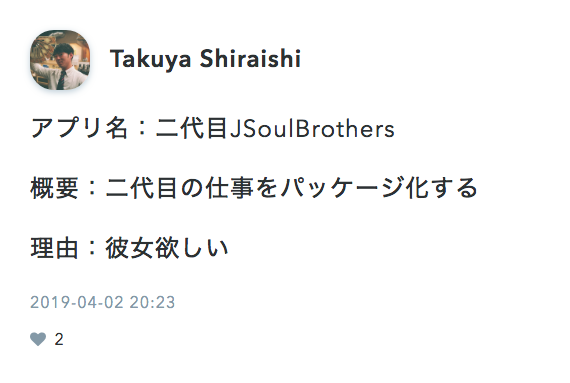 Takuya Shiraishi
アプリ名：二代目JSoulBrothers
概要：二代目の仕事をパッケージ化する
理由：彼女欲しい
2019-04-02 20:23
2